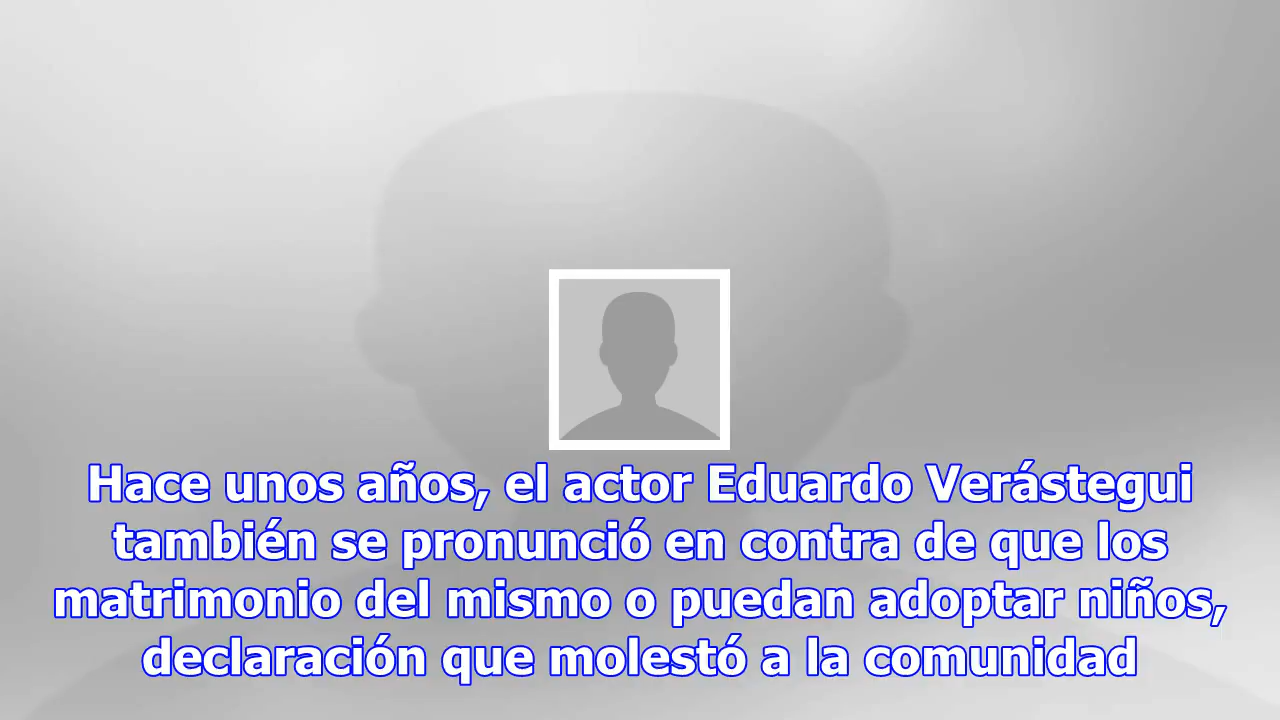 Hace unos años, el actor Eduardo Verástegui
también se pronunció en contra de que los
matrimonio del mismo o puedan adoptar niños,
declaración que molestó a la comunidad